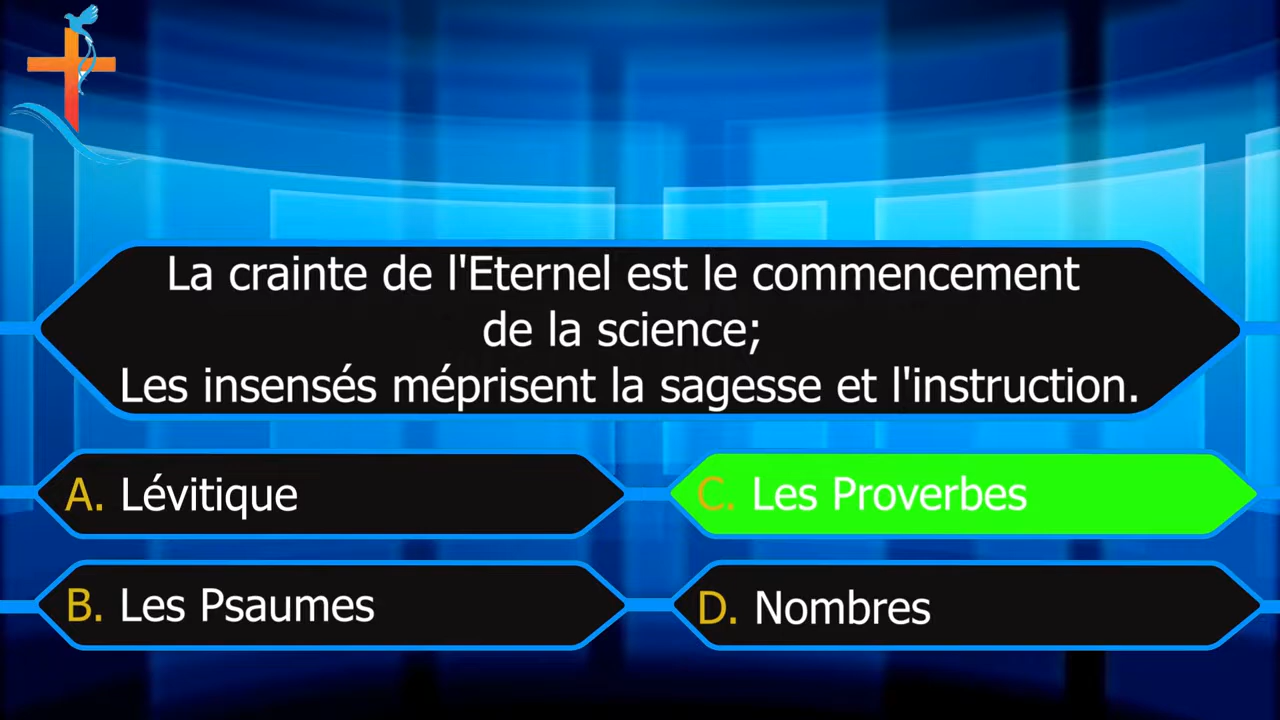 La crainte de l'Eternel est le commencement
de la science;
Les insensés méprisent la sagesse et l'instruction.
A. Lévitique
C. Les Proverbes
B. Les Psaumes
D. Nombres